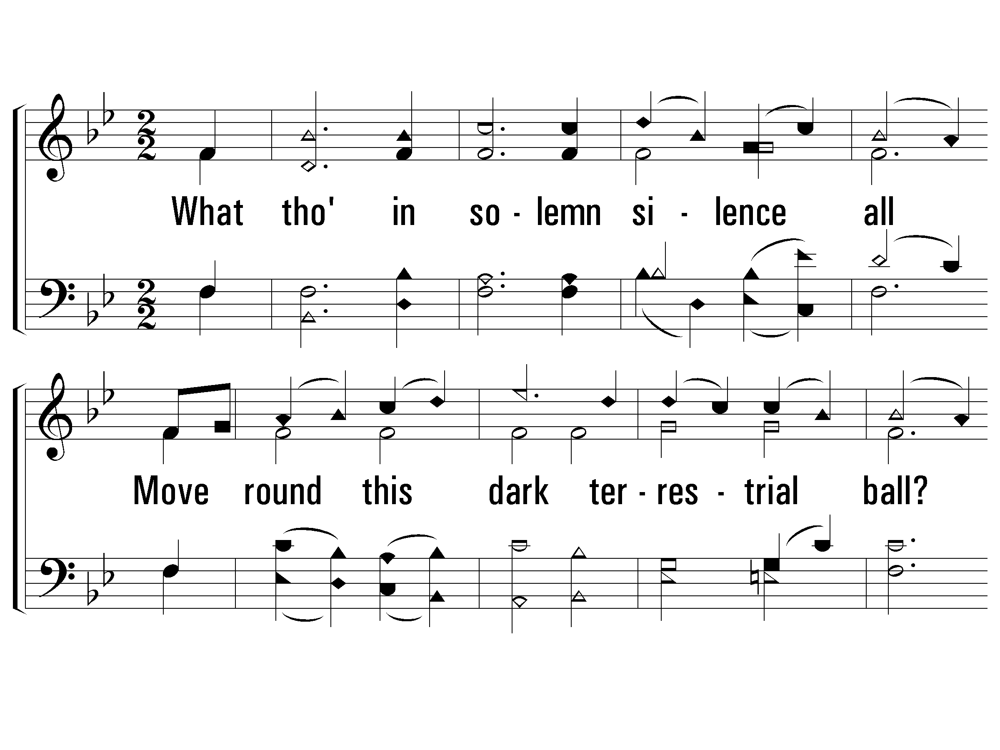 What tho' in so - lemn si - lence all
Move round this dark ter - res - trial ball?